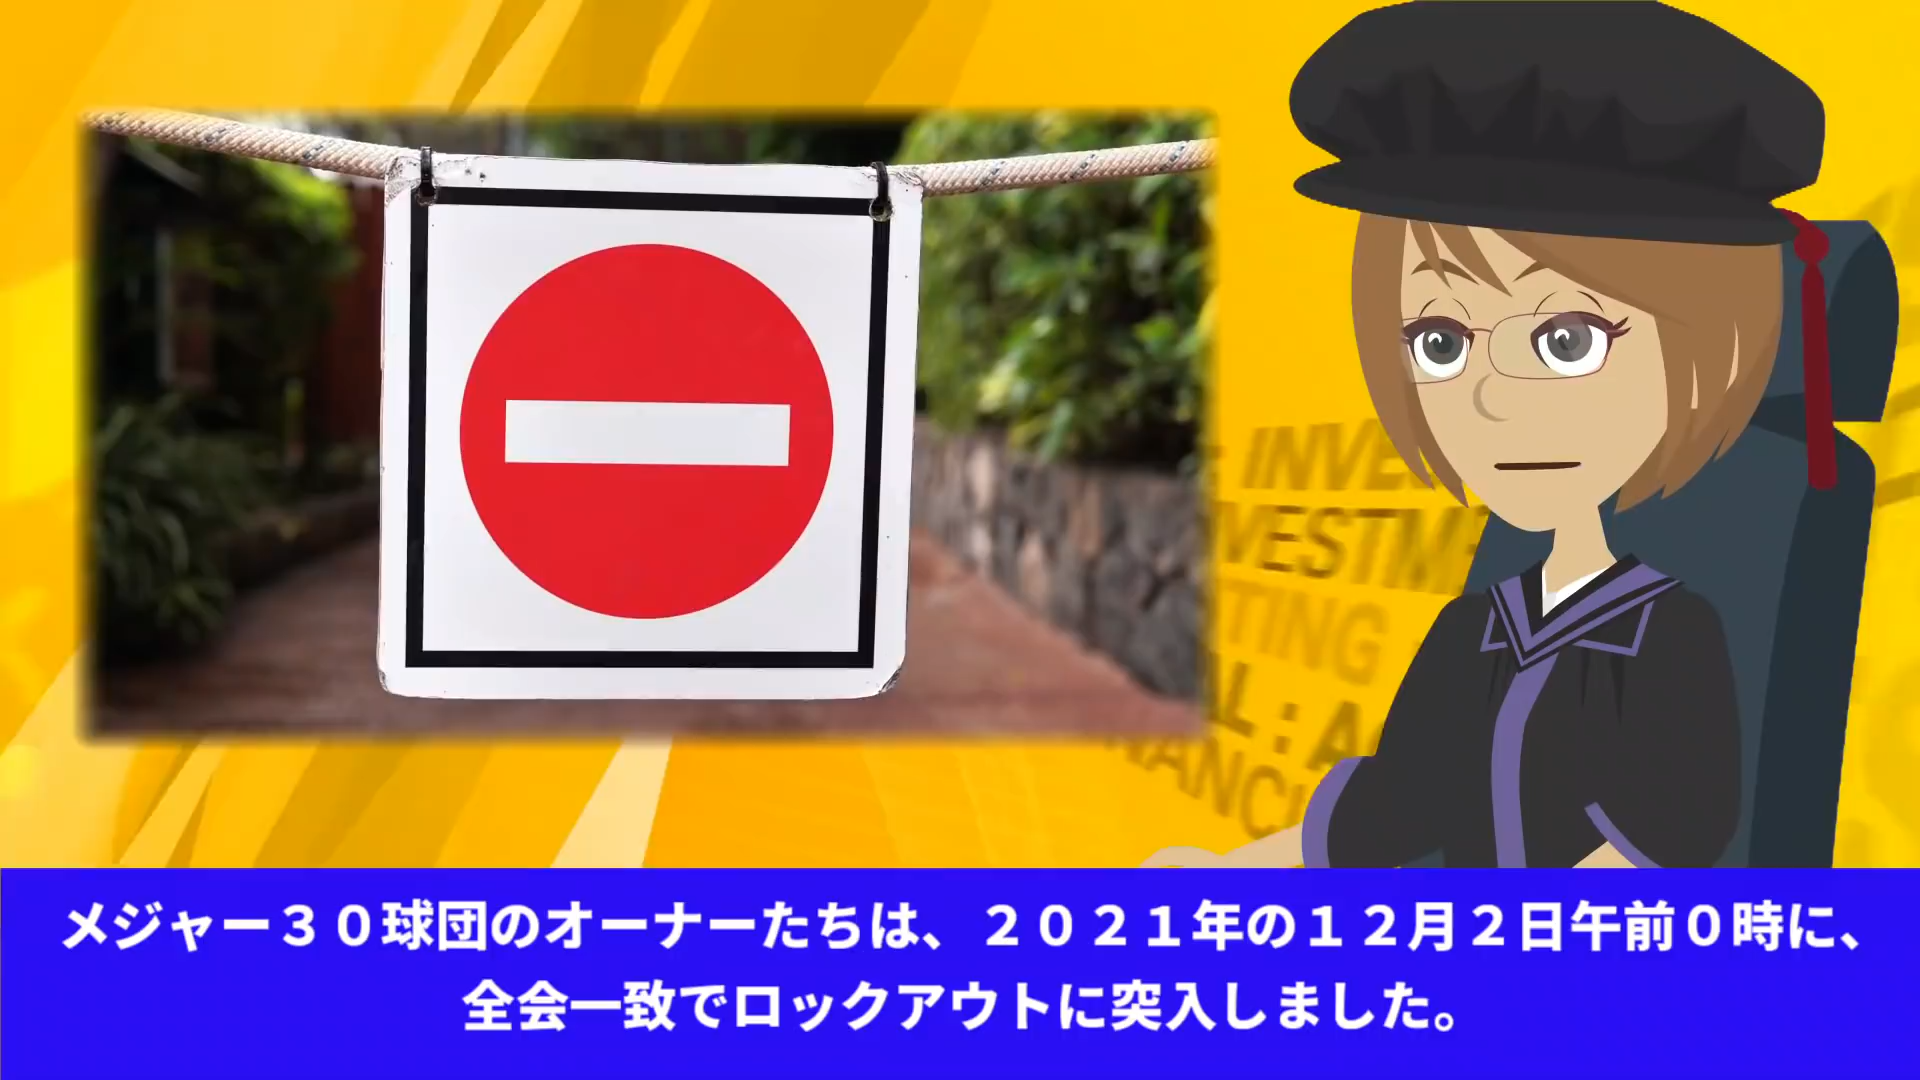 メジャー３０球団のオーナーたちは、２０２１年の１２月２日午前０時に、
全会一致でロックアウトに突入しました。
TING